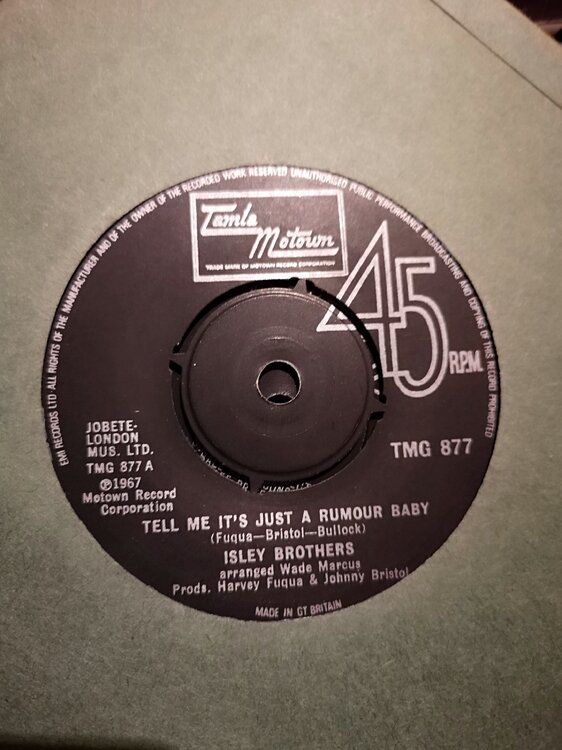 EMI RECORDS LTD·ALL RIGHTS OF THE MANUFACTURER AND OF THE OWNER OF THE RECORDED WORK RESERVED UNAUTHORISED PUBLIC PERFORMANCE BROADCASTING AND COPYING OF THIS RECORD PROHIBITED
Tamla
Motown
TRADE MARK OF MOTOWN RECORD CORPORATION
45
R.P.M.
JOBETE-
LONDON
MUS. LTD.
TMG 877 A
℗1967
Motown Record
Corporation
TMG 877
TELL ME IT'S JUST A RUMOUR BABY
(Fuqua—Bristol—Bullock)
ISLEY BROTHERS
arranged Wade Marcus
Prods. Harvey Fuqua & Johnny Bristol
MADE IN GT BRITAIN